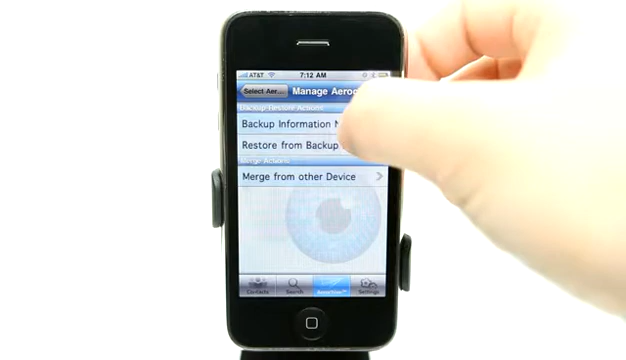 AT&T 7:12 AM
Select Aer... Manage Aeroc
Backup-Restore Actions
Backup Information N
Restore from Backup
Merge Actions
Merge from other Device
Contacts Search Settings